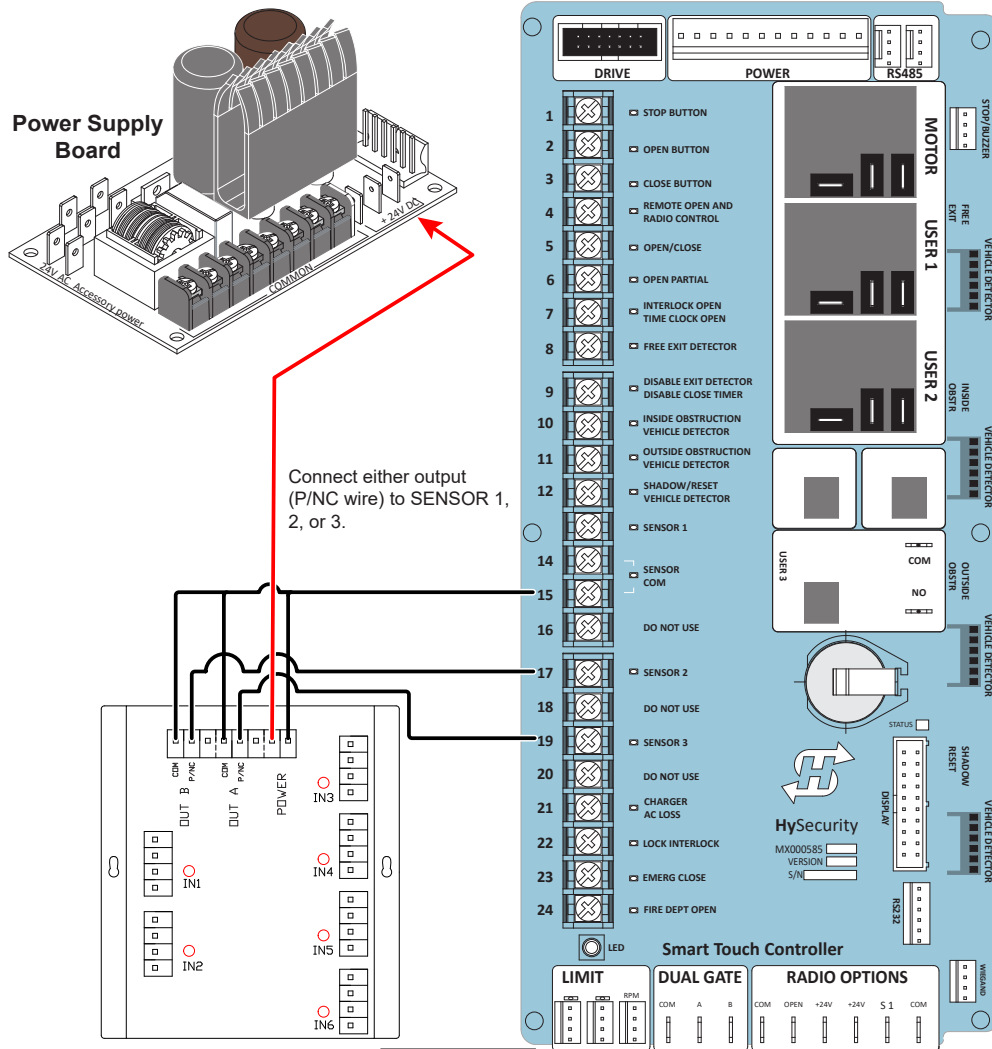 Power Supply
Board
24V AC Accessory power
COMMON
+ 24V DC
Connect either output
(P/NC wire) to SENSOR 1,
2, or 3.
COM
P/NC
COM
P/NC
OUT B
OUT A
POWER
IN1
IN2
IN3
IN4
IN5
IN6
DRIVE
POWER
RS485
1
STOP BUTTON
2
OPEN BUTTON
3
CLOSE BUTTON
4
REMOTE OPEN AND
RADIO CONTROL
5
OPEN/CLOSE
6
OPEN PARTIAL
7
INTERLOCK OPEN
TIME CLOCK OPEN
8
FREE EXIT DETECTOR
9
DISABLE EXIT DETECTOR
DISABLE CLOSE TIMER
10
INSIDE OBSTRUCTION
VEHICLE DETECTOR
11
OUTSIDE OBSTRUCTION
VEHICLE DETECTOR
12
SHADOW/RESET
VEHICLE DETECTOR
SENSOR 1
14
SENSOR
COM
15
16
DO NOT USE
17
SENSOR 2
18
DO NOT USE
19
SENSOR 3
20
DO NOT USE
21
CHARGER
AC LOSS
22
LOCK INTERLOCK
23
EMERG CLOSE
24
FIRE DEPT OPEN
LED
Smart Touch Controller
MOTOR
USER 1
USER 2
USER 3
COM
NO
STOP/BUZZER
FREE
EXIT
VEHICLE DETECTOR
INSIDE
OBSTR
VEHICLE DETECTOR
OUTSIDE
OBSTR
VEHICLE DETECTOR
STATUS
SHADOW
RESET
VEHICLE DETECTOR
DISPLAY
H
HySecurity
MX000585
VERSION
S/N
RS232
WIEGAND
LIMIT
RPM
DUAL GATE
COM A B
RADIO OPTIONS
COM OPEN +24V +24V S 1 COM